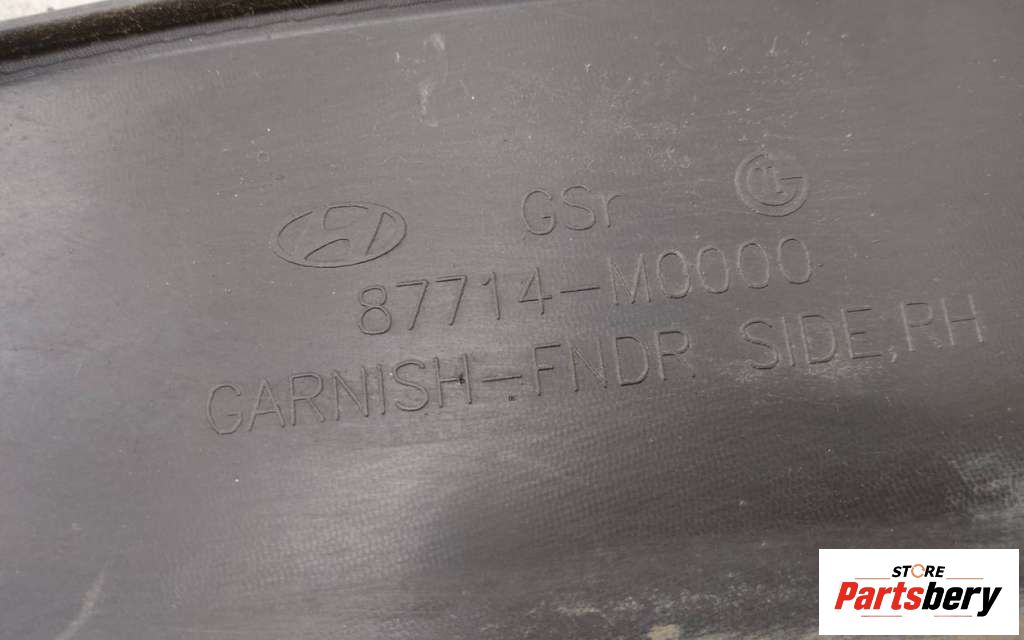 GSr
87714-M0000
GARNISH-FNDR SIDE,RH
STORE
Partsbery